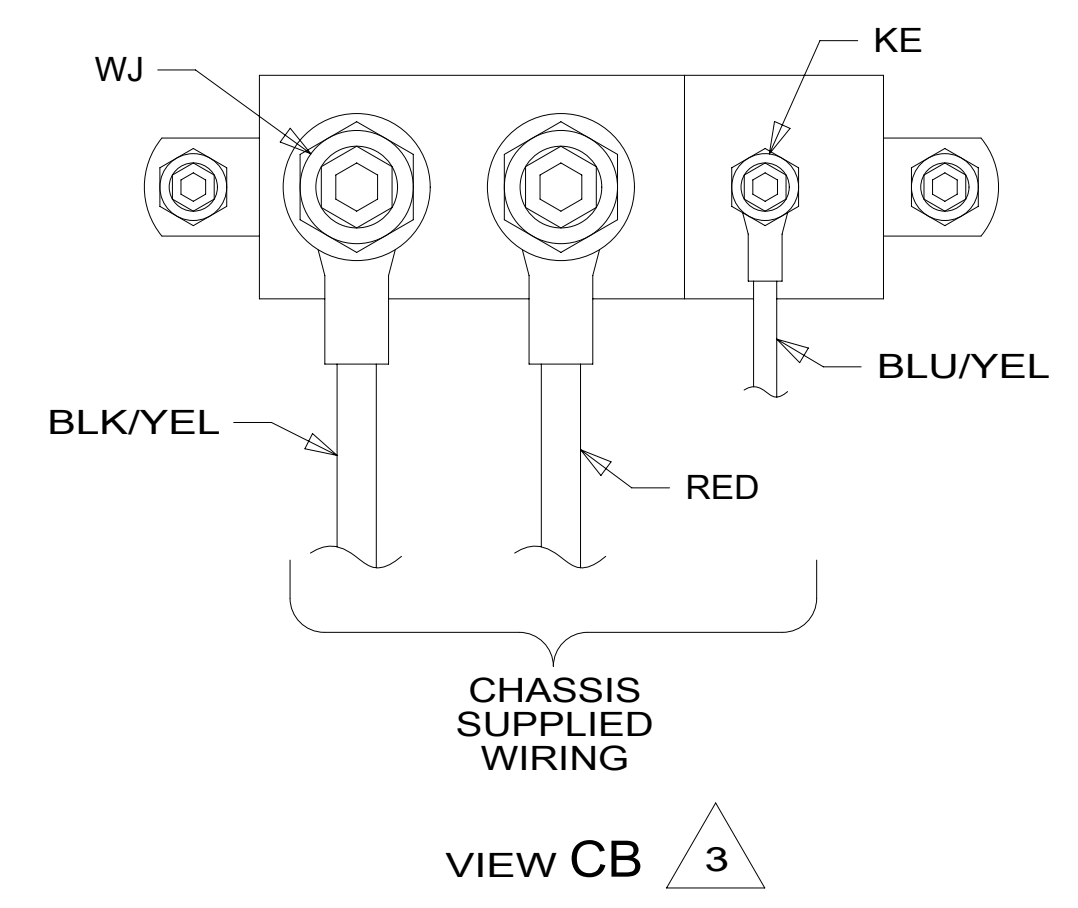 WJ
KE
BLU/YEL
BLK/YEL
RED
CHASSIS
SUPPLIED
WIRING
VIEW CB 3